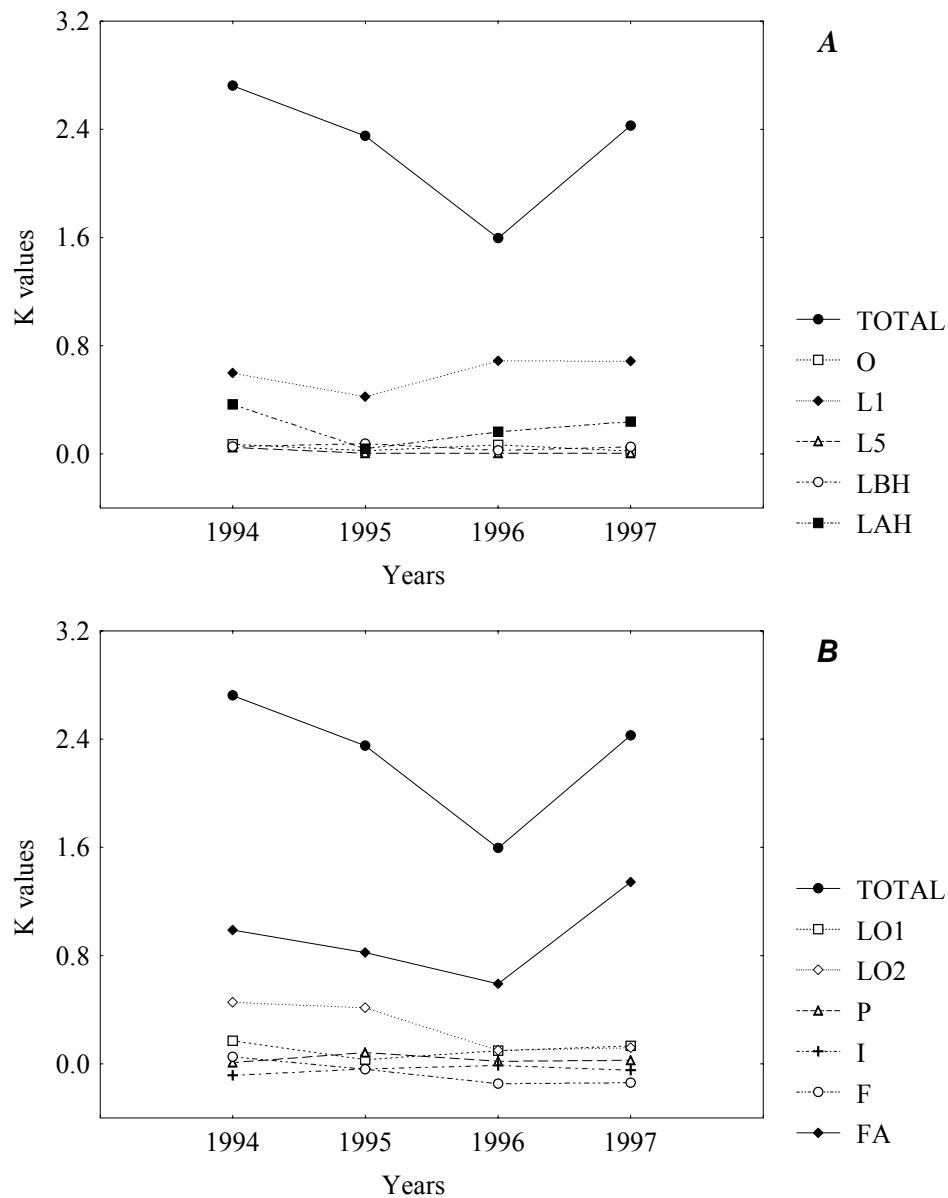 A
3.2
2.4
1.6
0.8
0.0
K values
1994 1995 1996 1997
Years
TOTAL
O
L1
L5
LBH
LAH
B
3.2
2.4
1.6
0.8
0.0
K values
1994 1995 1996 1997
Years
TOTAL
LO1
LO2
P
I
F
FA